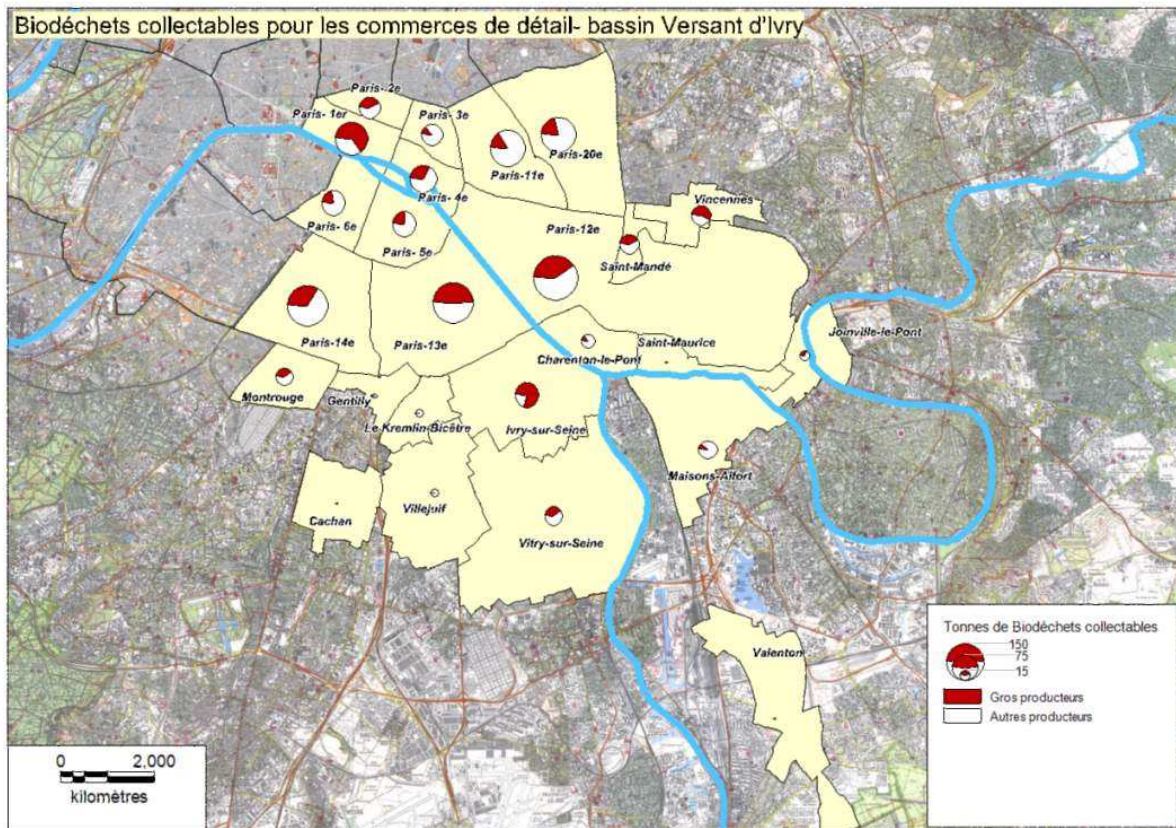 Biodéchets collectables pour les commerces de détail- bassin Versant d'Ivry
Paris- 2e
Paris- 1er
Paris- 3e
Paris-20e
Paris-11e
Paris- 4e
Vincennes
Paris- 6e
Paris- 5e
Paris-12e
Saint-Mandé
Joinville-le-Pont
Paris-14e
Paris-13e
Saint-Maurice
Charenton-le-Pont
Montrouge
Gentilly
Le Kremlin-Bicêtre
Ivry-sur-Seine
Maisons-Alfort
Cachan
Villejuif
Vitry-sur-Seine
Valenton
Tonnes de Biodéchets collectables
150
75
15
Gros producteurs
Autres producteurs
0 2,000
kilomètres